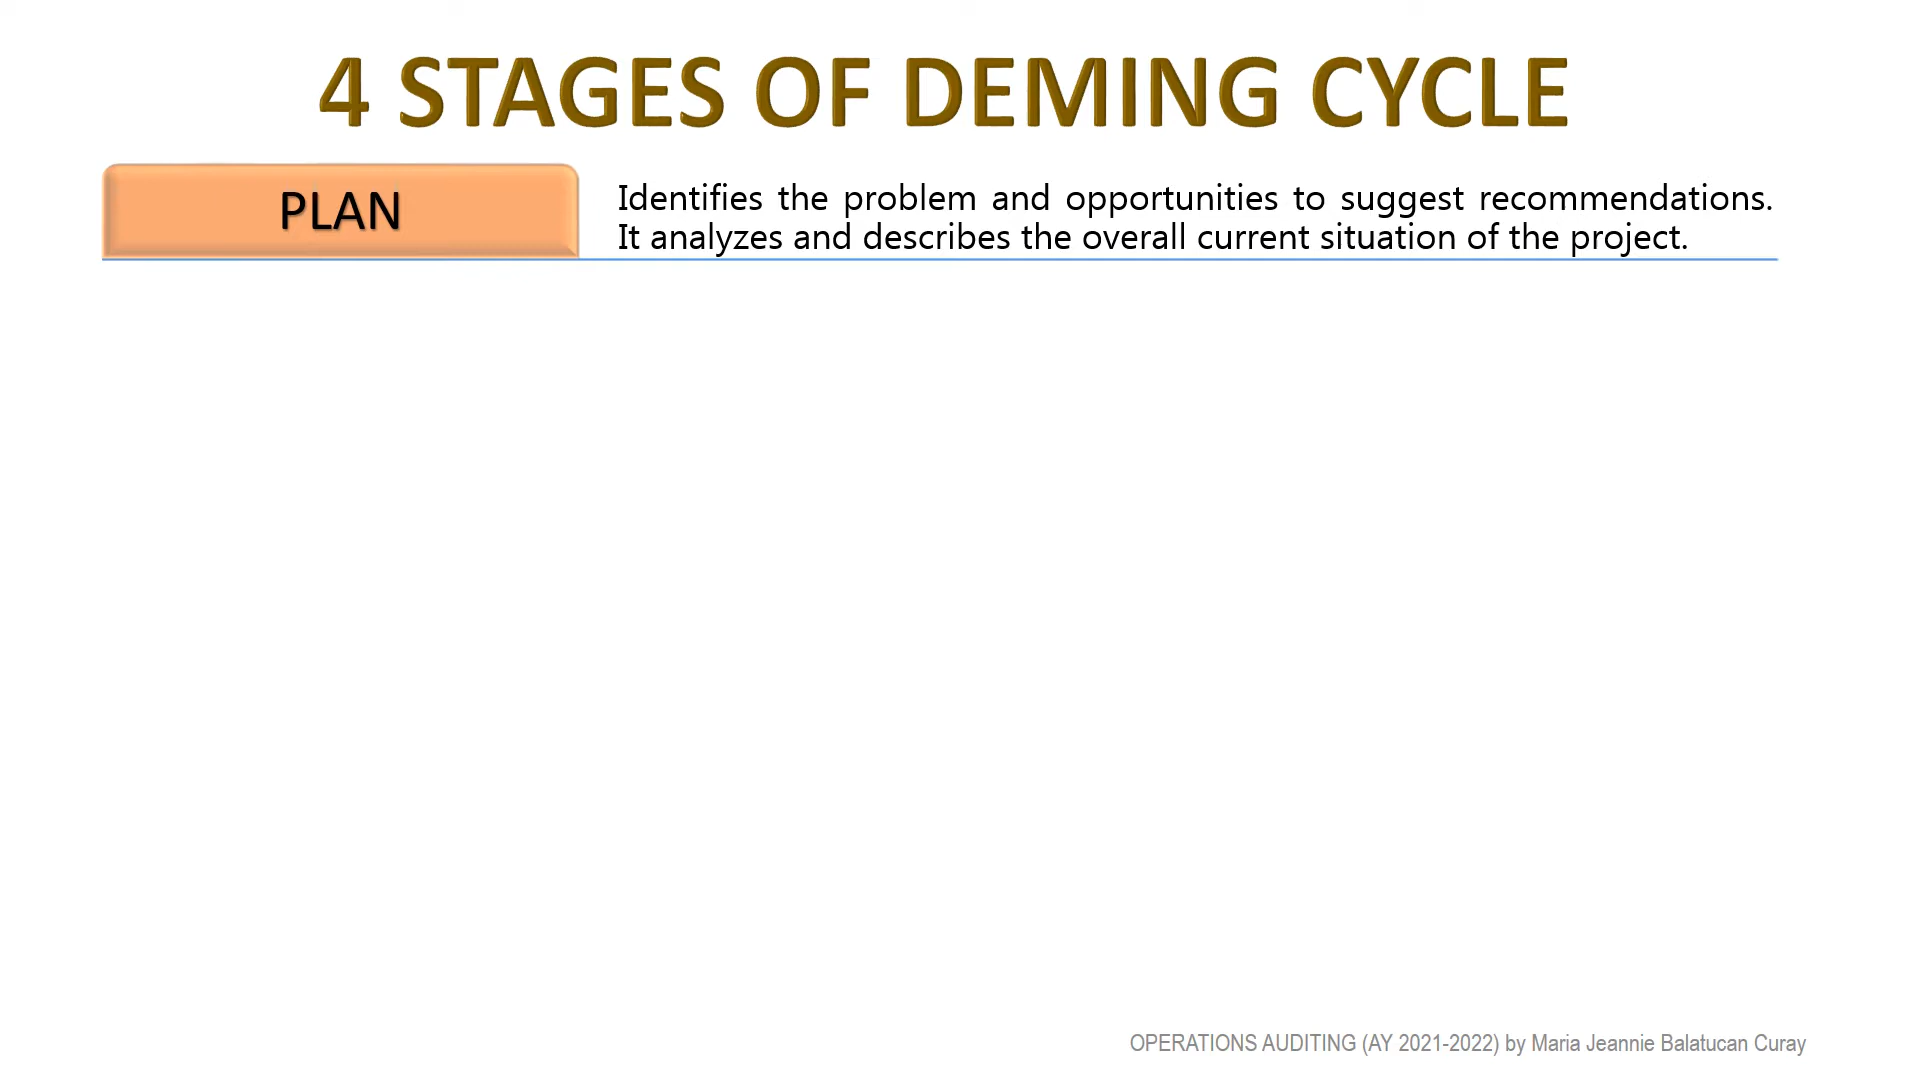 4 STAGES OF DEMING CYCLE
PLAN
Identifies the problem and opportunities to suggest recommendations.
It analyzes and describes the overall current situation of the project.
OPERATIONS AUDITING (AY 2021-2022) by Maria Jeannie Balatucan Curay